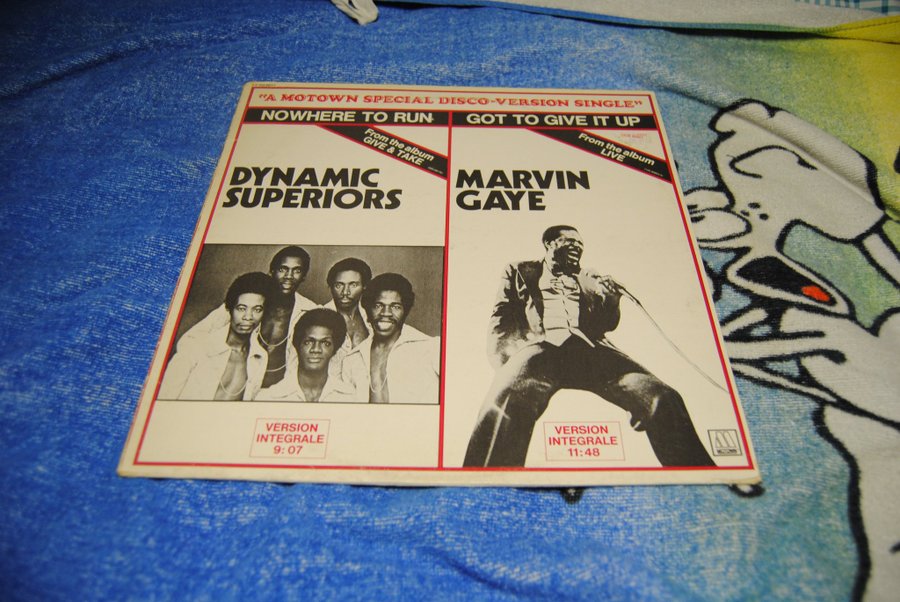 "A MOTOWN SPECIAL DISCO-VERSION SINGLE"
NOWHERE TO RUN
GOT TO GIVE IT UP
From the album
GIVE & TAKE
From the album
LIVE
DYNAMIC
SUPERIORS
MARVIN
GAYE
VERSION
INTEGRALE
9:07
VERSION
INTEGRALE
11:48